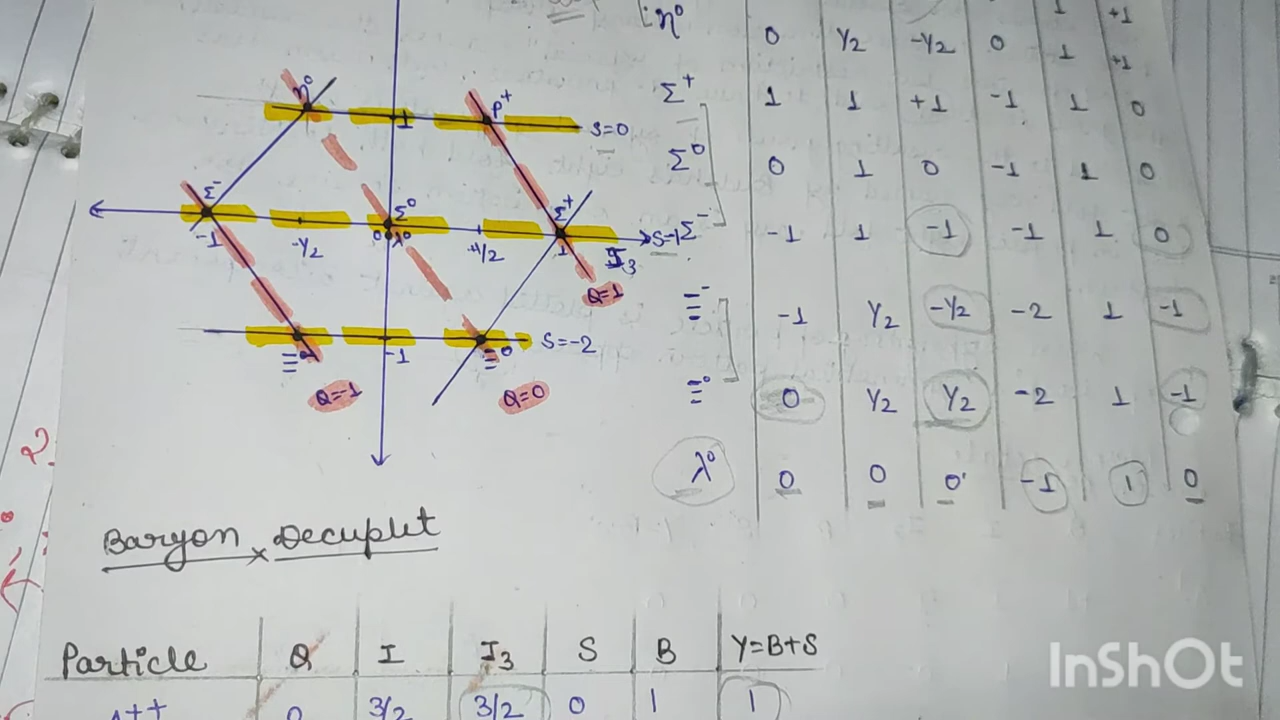 η⁰ 0 ½ -½ 0 1 +1
Σ⁺ 1 1 +1 -1 1 0
Σ⁰ 0 1 0 -1 1 0
Σ⁻ -1 1 -1 -1 1 0
Ξ⁻ -1 ½ -½ -2 1 -1
Ξ⁰ 0 ½ ½ -2 1 -1
λ⁰ 0 0 0 -1 1 0
η⁰ P⁺
1 S=0
Σ⁻ Σ⁰ Σ⁺
-1 -½ 0 λ⁰ +1/2 1 S-1
I₃
Q=1
-1 S=-2
Ξ⁰
Q=-1 Q=0
Baryon × Decuplet
Particle Q I I₃ S B Y=B+S
++ 3/2 3/2 0 1 1
InShOt